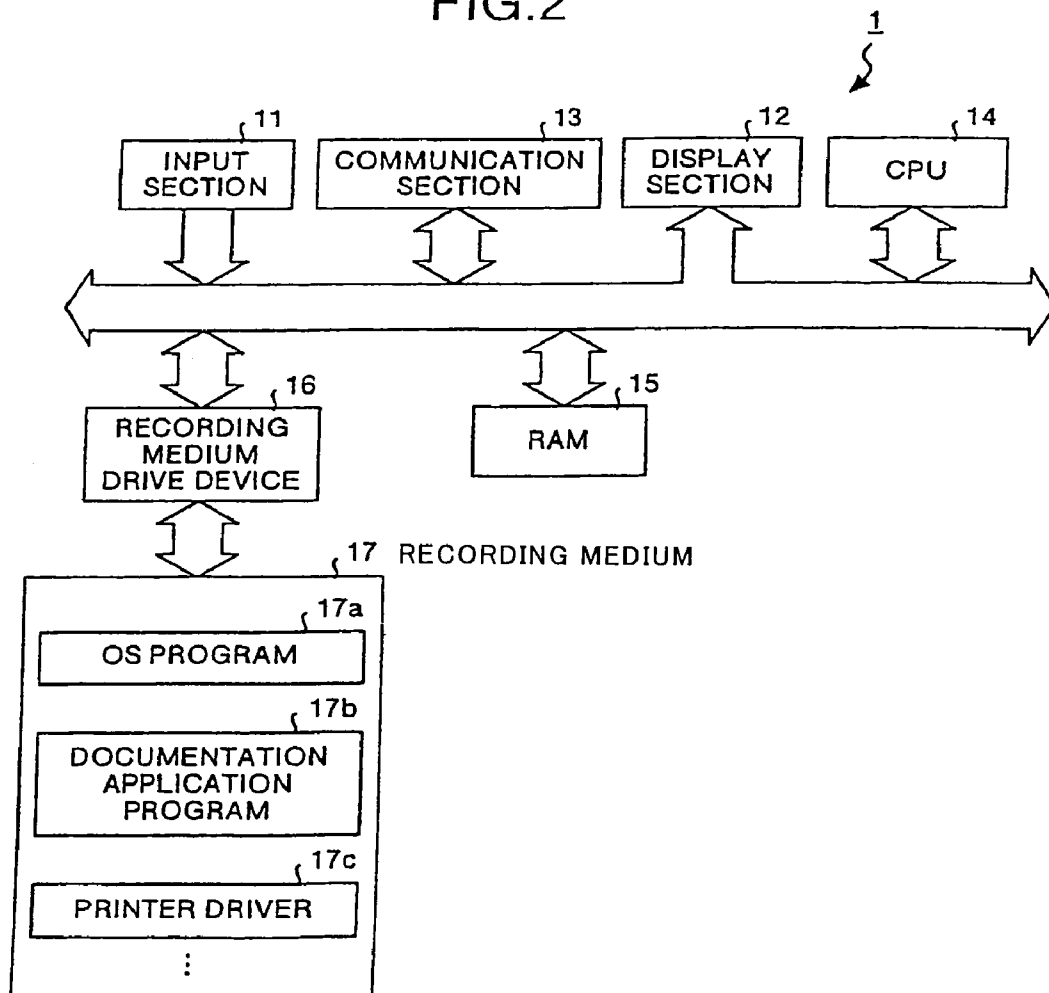 FIG.2
1
11
INPUT
SECTION
13
COMMUNICATION
SECTION
12
DISPLAY
SECTION
14
CPU
16
RECORDING
MEDIUM
DRIVE DEVICE
15
RAM
17 RECORDING MEDIUM
17a
OS PROGRAM
17b
DOCUMENTATION
APPLICATION
PROGRAM
17c
PRINTER DRIVER
⋮